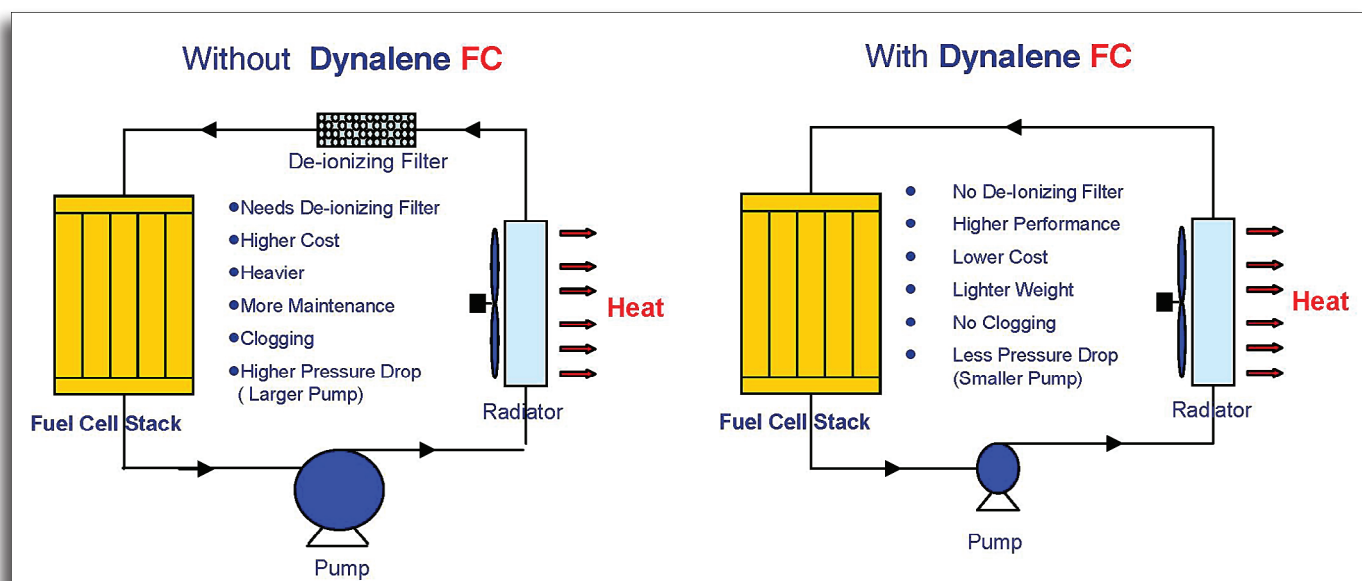 Without Dynalene FC
De-ionizing Filter
●Needs De-ionizing Filter
●Higher Cost
●Heavier
●More Maintenance
●Clogging
●Higher Pressure Drop
( Larger Pump)
Heat
Radiator
Fuel Cell Stack
Pump
With Dynalene FC
● No De-Ionizing Filter
● Higher Performance
● Lower Cost
● Lighter Weight
● No Clogging
● Less Pressure Drop
(Smaller Pump)
Heat
Radiator
Fuel Cell Stack
Pump